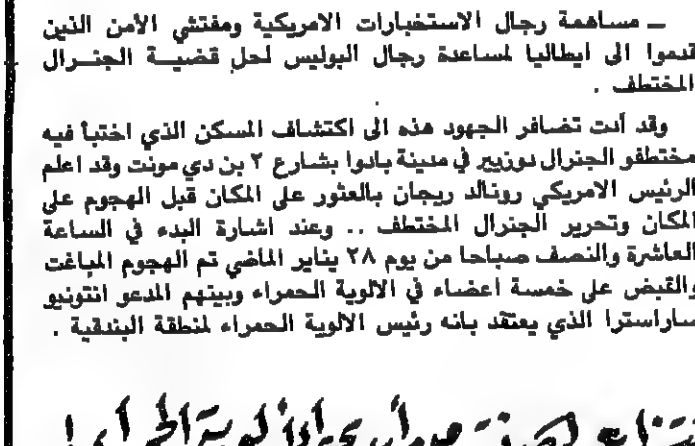 ـ مساهمة رجال الاستخبارات الامريكية ومفتشي الأمن الذين
قدموا الى ايطاليا لمساعدة رجال البوليس لحل قضيــة الجنــرال
المختطف .
وقد أدت تضافر الجهود هذه الى اكتشاف المسكن الذي اختبأ فيه
مختطفو الجنرال دوزيير في مدينة بادوا بشارع ٢ بن دي مونت وقد اعلم
الرئيس الامريكي رونالد ريجان بالعثور على المكان قبل الهجوم على
المكان وتحرير الجنرال المختطف .. وعند اشارة البدء في الساعة
العاشرة والنصف صباحا من يوم ٢٨ يناير الماضي تم الهجوم المباغت
والقبض على خمسة اعضاء في الالوية الحمراء وبيتهم المدعو انتونيو
ساراسترا الذي يعتقد بانه رئيس الالوية الحمراء لمنطقة البندقية .